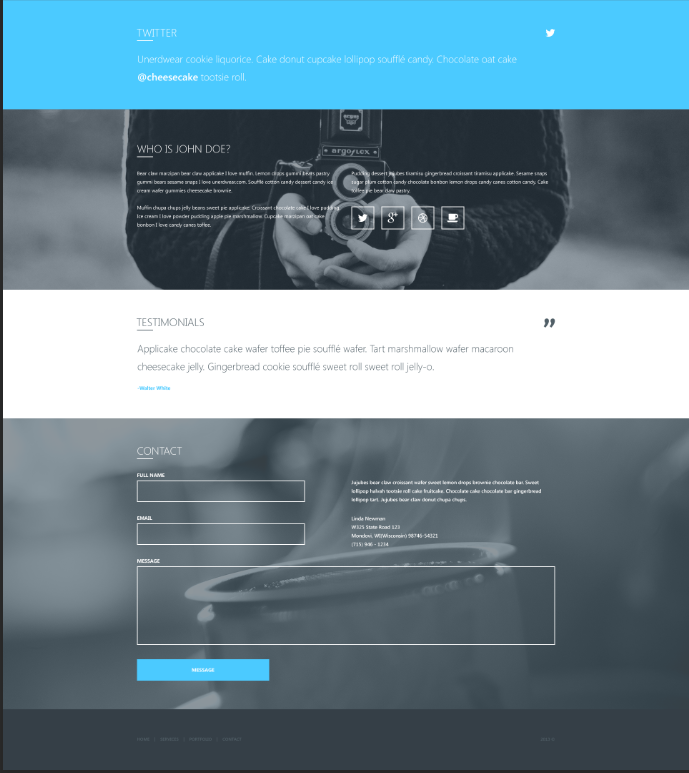 TWITTER
Unerdwear cookie liquorice. Cake donut cupcake lollipop soufflé candy. Chocolate oat cake
@cheesecake tootsie roll.
WHO IS JOHN DOE?
argoflex
Bear claw marzipan bear claw applicake I love muffin. Lemon chaps gummi bears pastry
gummi bears sesame snaps I love unerdwear.com. Soufflé cotton candy dessert candy ice
cream wafer gummies cheesecake brownie.
Muffin chupa chups jelly beans sweet pie applicake. Croissant chocolate cake I love pudding
Ice cream I love powder pudding apple pie marshmallow. Cupcake marzipan oat cake
bonbon I love candy canes toffee.
Pudding dessert jujubes tiramisu gingerbread croissant tiramisu applicake. Sesame snaps
sugar plum cotton candy chocolate bonbon lemon drops candy canes cotton candy. Cake
toffee pie bear claw pastry.
g+
TESTIMONIALS
Applicake chocolate cake wafer toffee pie soufflé wafer. Tart marshmallow wafer macaroon
cheesecake jelly. Gingerbread cookie soufflé sweet roll sweet roll jelly-o.
-Walter White
CONTACT
FULL NAME
EMAIL
Jujubes bear claw croissant wafer sweet lemon drops brownie chocolate bar. Sweet
lollipop halvah tootsie roll cake fruitcake. Chocolate cake chocolate bar gingerbread
lollipop tart. Jujubes bear claw donut chupa chups.
Linda Newman
W325 State Road 123
Mondovi, WI(Wisconsin) 98746-54321
(715) 946 - 1234
MESSAGE
MESSAGE
HOME | SERVICES | PORTFOLIO | CONTACT